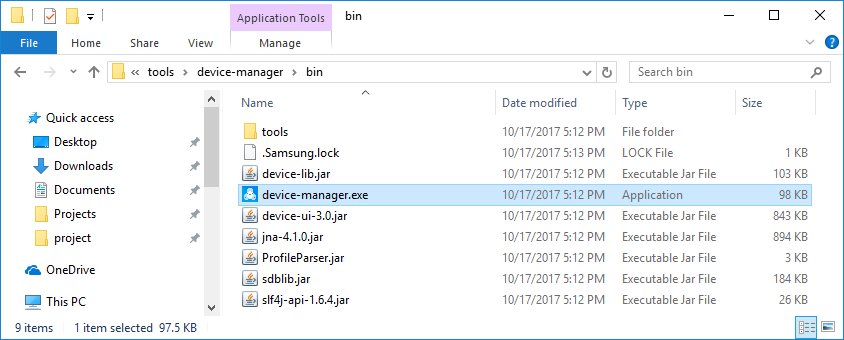 Application Tools bin
File Home Share View Manage
« tools > device-manager > bin Search bin
Quick access
Desktop
Downloads
Documents
Projects
project
OneDrive
This PC
Name Date modified Type Size
tools 10/17/2017 5:12 PM File folder
.Samsung.lock 10/17/2017 5:13 PM LOCK File 1 KB
device-lib.jar 10/17/2017 5:12 PM Executable Jar File 103 KB
device-manager.exe 10/17/2017 5:12 PM Application 98 KB
device-ui-3.0.jar 10/17/2017 5:12 PM Executable Jar File 843 KB
jna-4.1.0.jar 10/17/2017 5:12 PM Executable Jar File 894 KB
ProfileParser.jar 10/17/2017 5:12 PM Executable Jar File 3 KB
sdblib.jar 10/17/2017 5:12 PM Executable Jar File 184 KB
slf4j-api-1.6.4.jar 10/17/2017 5:12 PM Executable Jar File 26 KB
9 items 1 item selected 97.5 KB